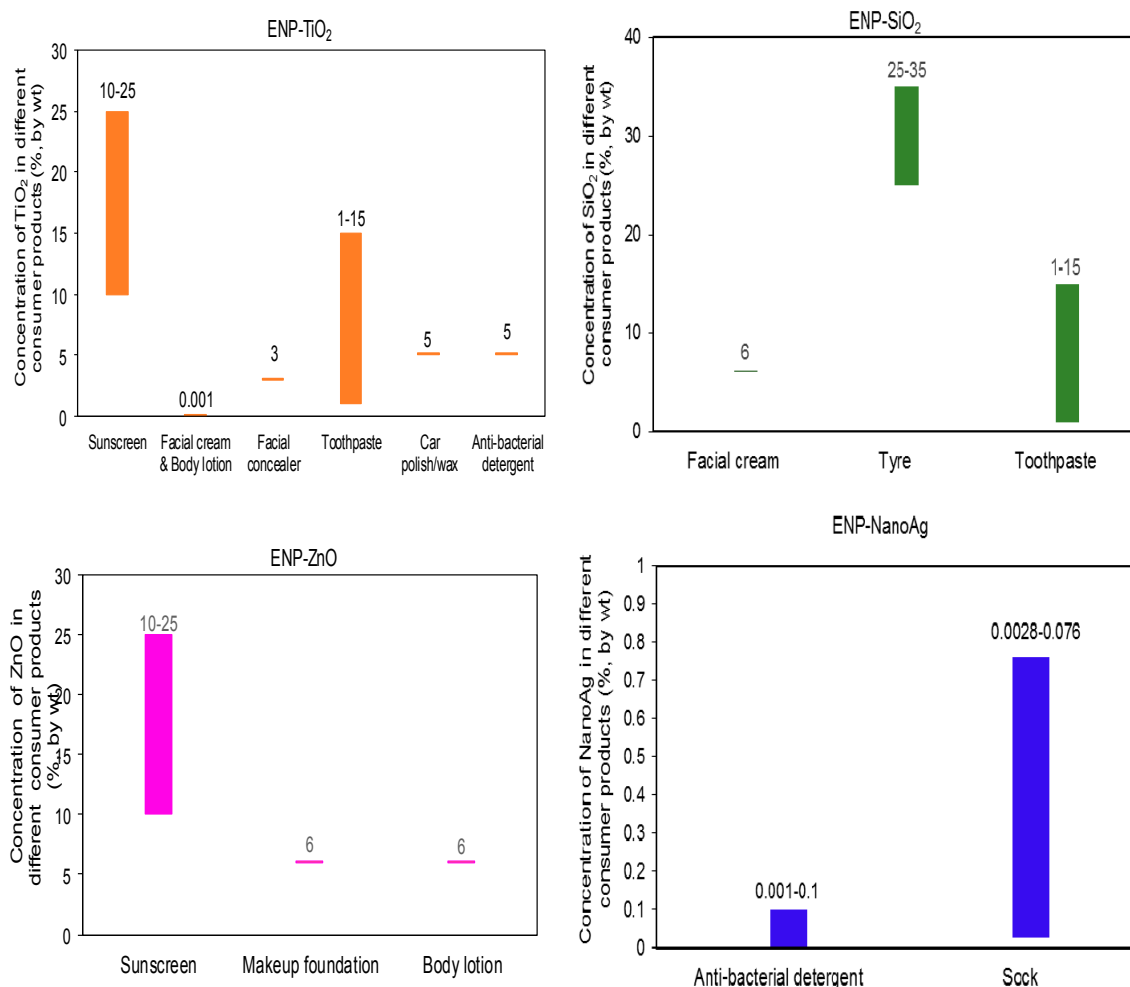 ENP-TiO₂
Concentration of TiO₂ in different
consumer products (%, by wt)
30
25
20
15
10
5
0
10-25
0.001
3
1-15
5
5
Sunscreen
Facial cream
& Body lotion
Facial
concealer
Toothpaste
Car
polish/wax
Anti-bacterial
detergent
ENP-SiO₂
Concentration of SiO₂ in different
consumer products (%, by wt)
40
30
20
10
0
6
25-35
1-15
Facial cream
Tyre
Toothpaste
ENP-ZnO
Concentration of ZnO in
different consumer products
(%, by wt)
30
25
20
15
10
5
0
10-25
6
6
Sunscreen
Makeup foundation
Body lotion
ENP-NanoAg
Concentration of NanoAg in different
consumer products (%, by wt)
1
0.9
0.8
0.7
0.6
0.5
0.4
0.3
0.2
0.1
0
0.001-0.1
0.0028-0.076
Anti-bacterial detergent
Sock